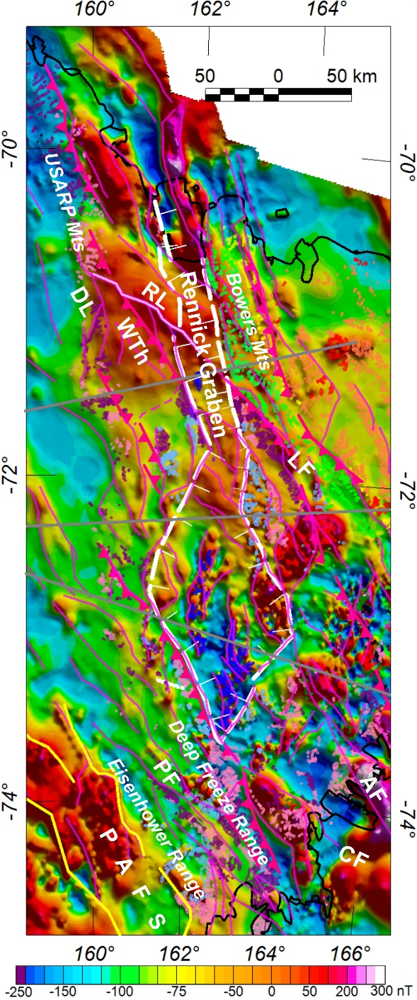 160° 162° 164°
50 0 50 km
-70° -70°
USARP Mts
DL
RL
WTh
Rennick Graben
Bowers Mts
LF
-72° -72°
Deep Freeze Range
PF
Eisenhower Range
P A F S
AF
CF
-74° -74°
160° 162° 164° 166°
-250 -150 -100 -75 -50 0 50 200 300 nT